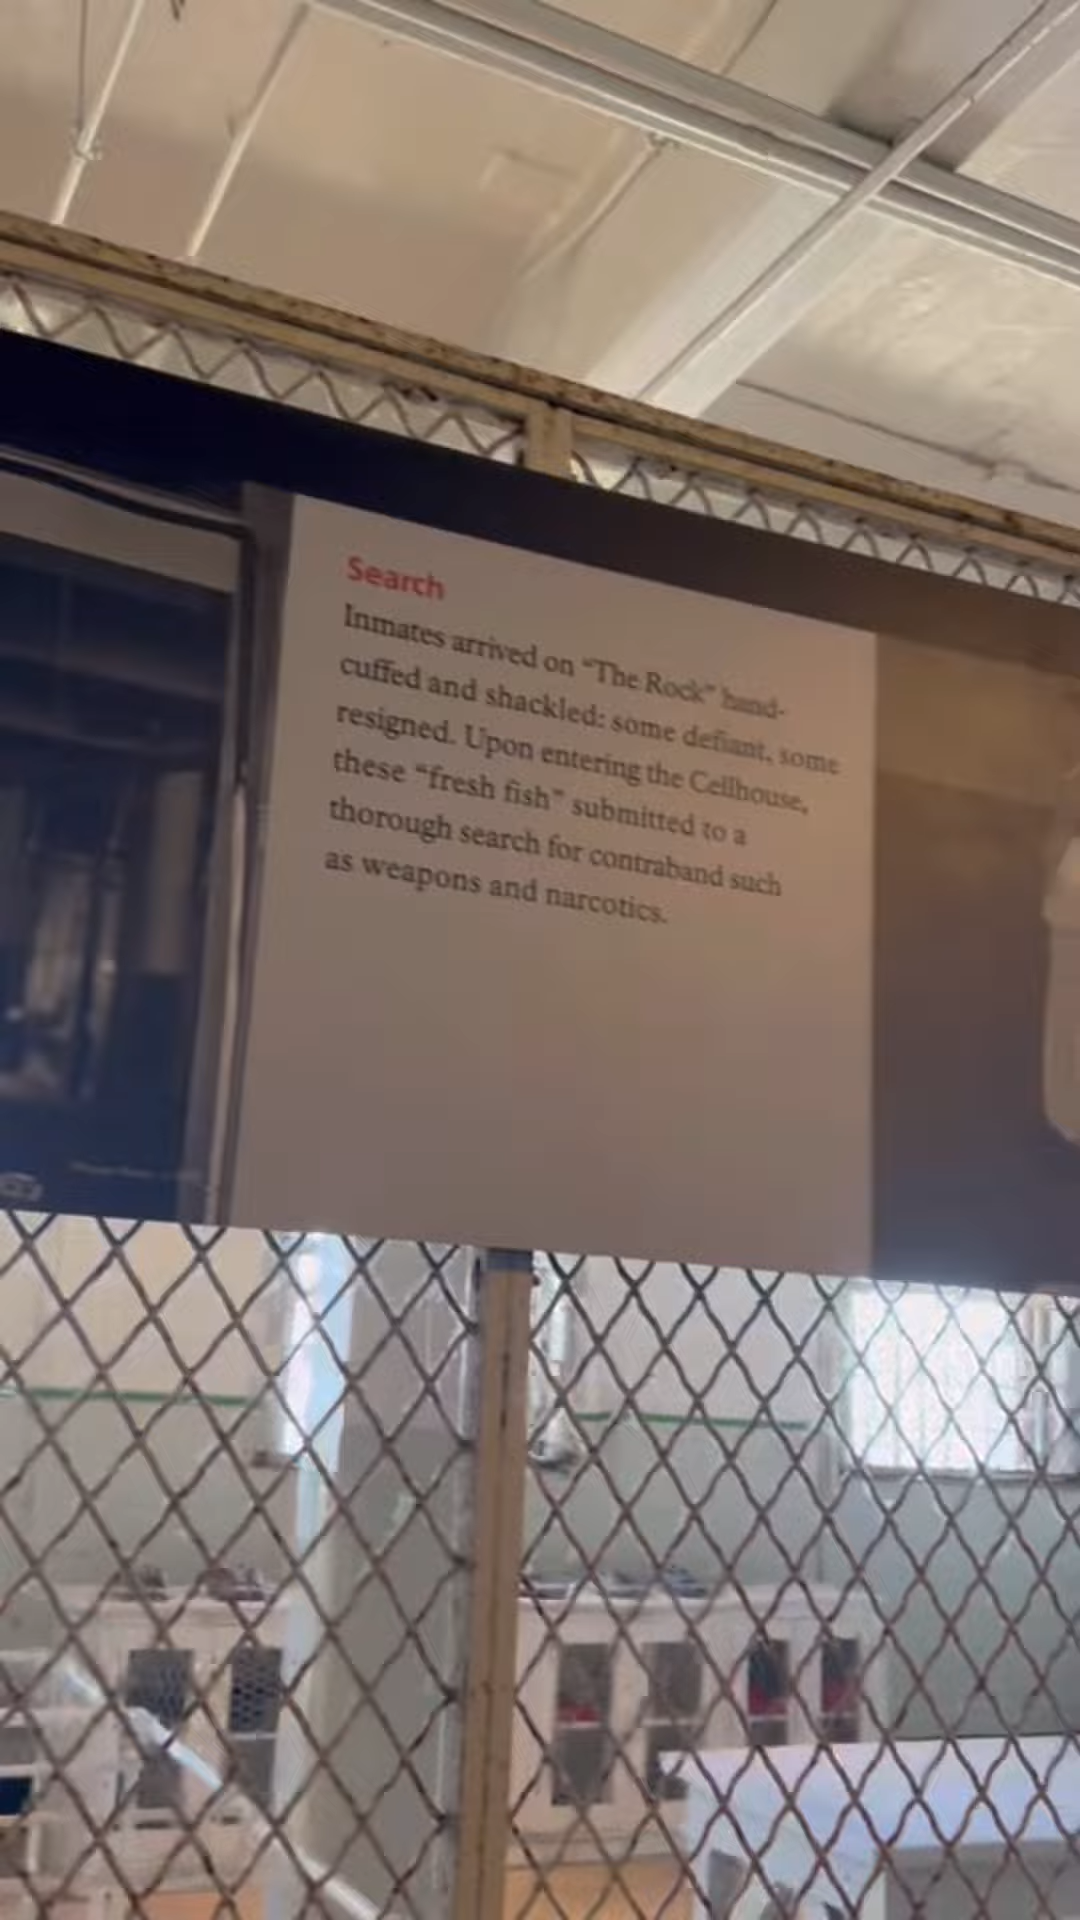 Search
Inmates arrived on “The Rock” hand-
cuffed and shackled: some defiant, some
resigned. Upon entering the Cellhouse,
these “fresh fish” submitted to a
thorough search for contraband such
as weapons and narcotics.